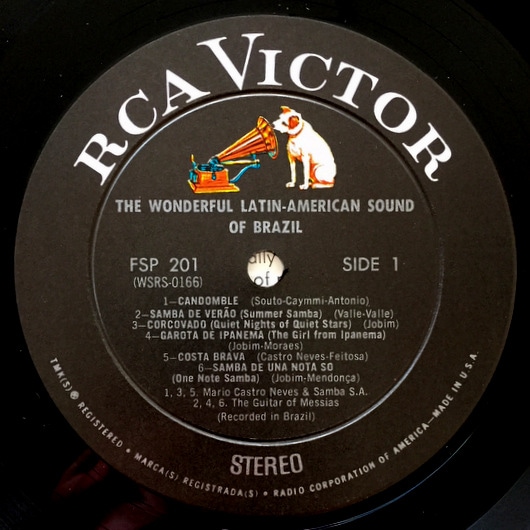 RCA VICTOR
THE WONDERFUL LATIN-AMERICAN SOUND
OF BRAZIL
FSP 201
SIDE 1
(WSRS-0166)
ally
of
1—CANDOMBLE (Souto-Caymmi-Antonio)
2—SAMBA DE VERÃO (Summer Samba) (Valle-Valle)
3—CORCOVADO (Quiet Nights of Quiet Stars) (Jobim)
4—GAROTA DE IPANEMA (The Girl from Ipanema)
(Jobim-Moraes)
5—COSTA BRAVA (Castro Neves-Feitosa)
6—SAMBA DE UNA NOTA SO
(One Note Samba) (Jobim-Mendonça)
1, 3, 5. Mario Castro Neves & Samba S.A.
2, 4, 6. The Guitar of Messias
(Recorded in Brazil)
STEREO
TMK(S) ® REGISTERED • MARCA(S) REGISTRADA(S) • RADIO CORPORATION OF AMERICA—MADE IN U.S.A.